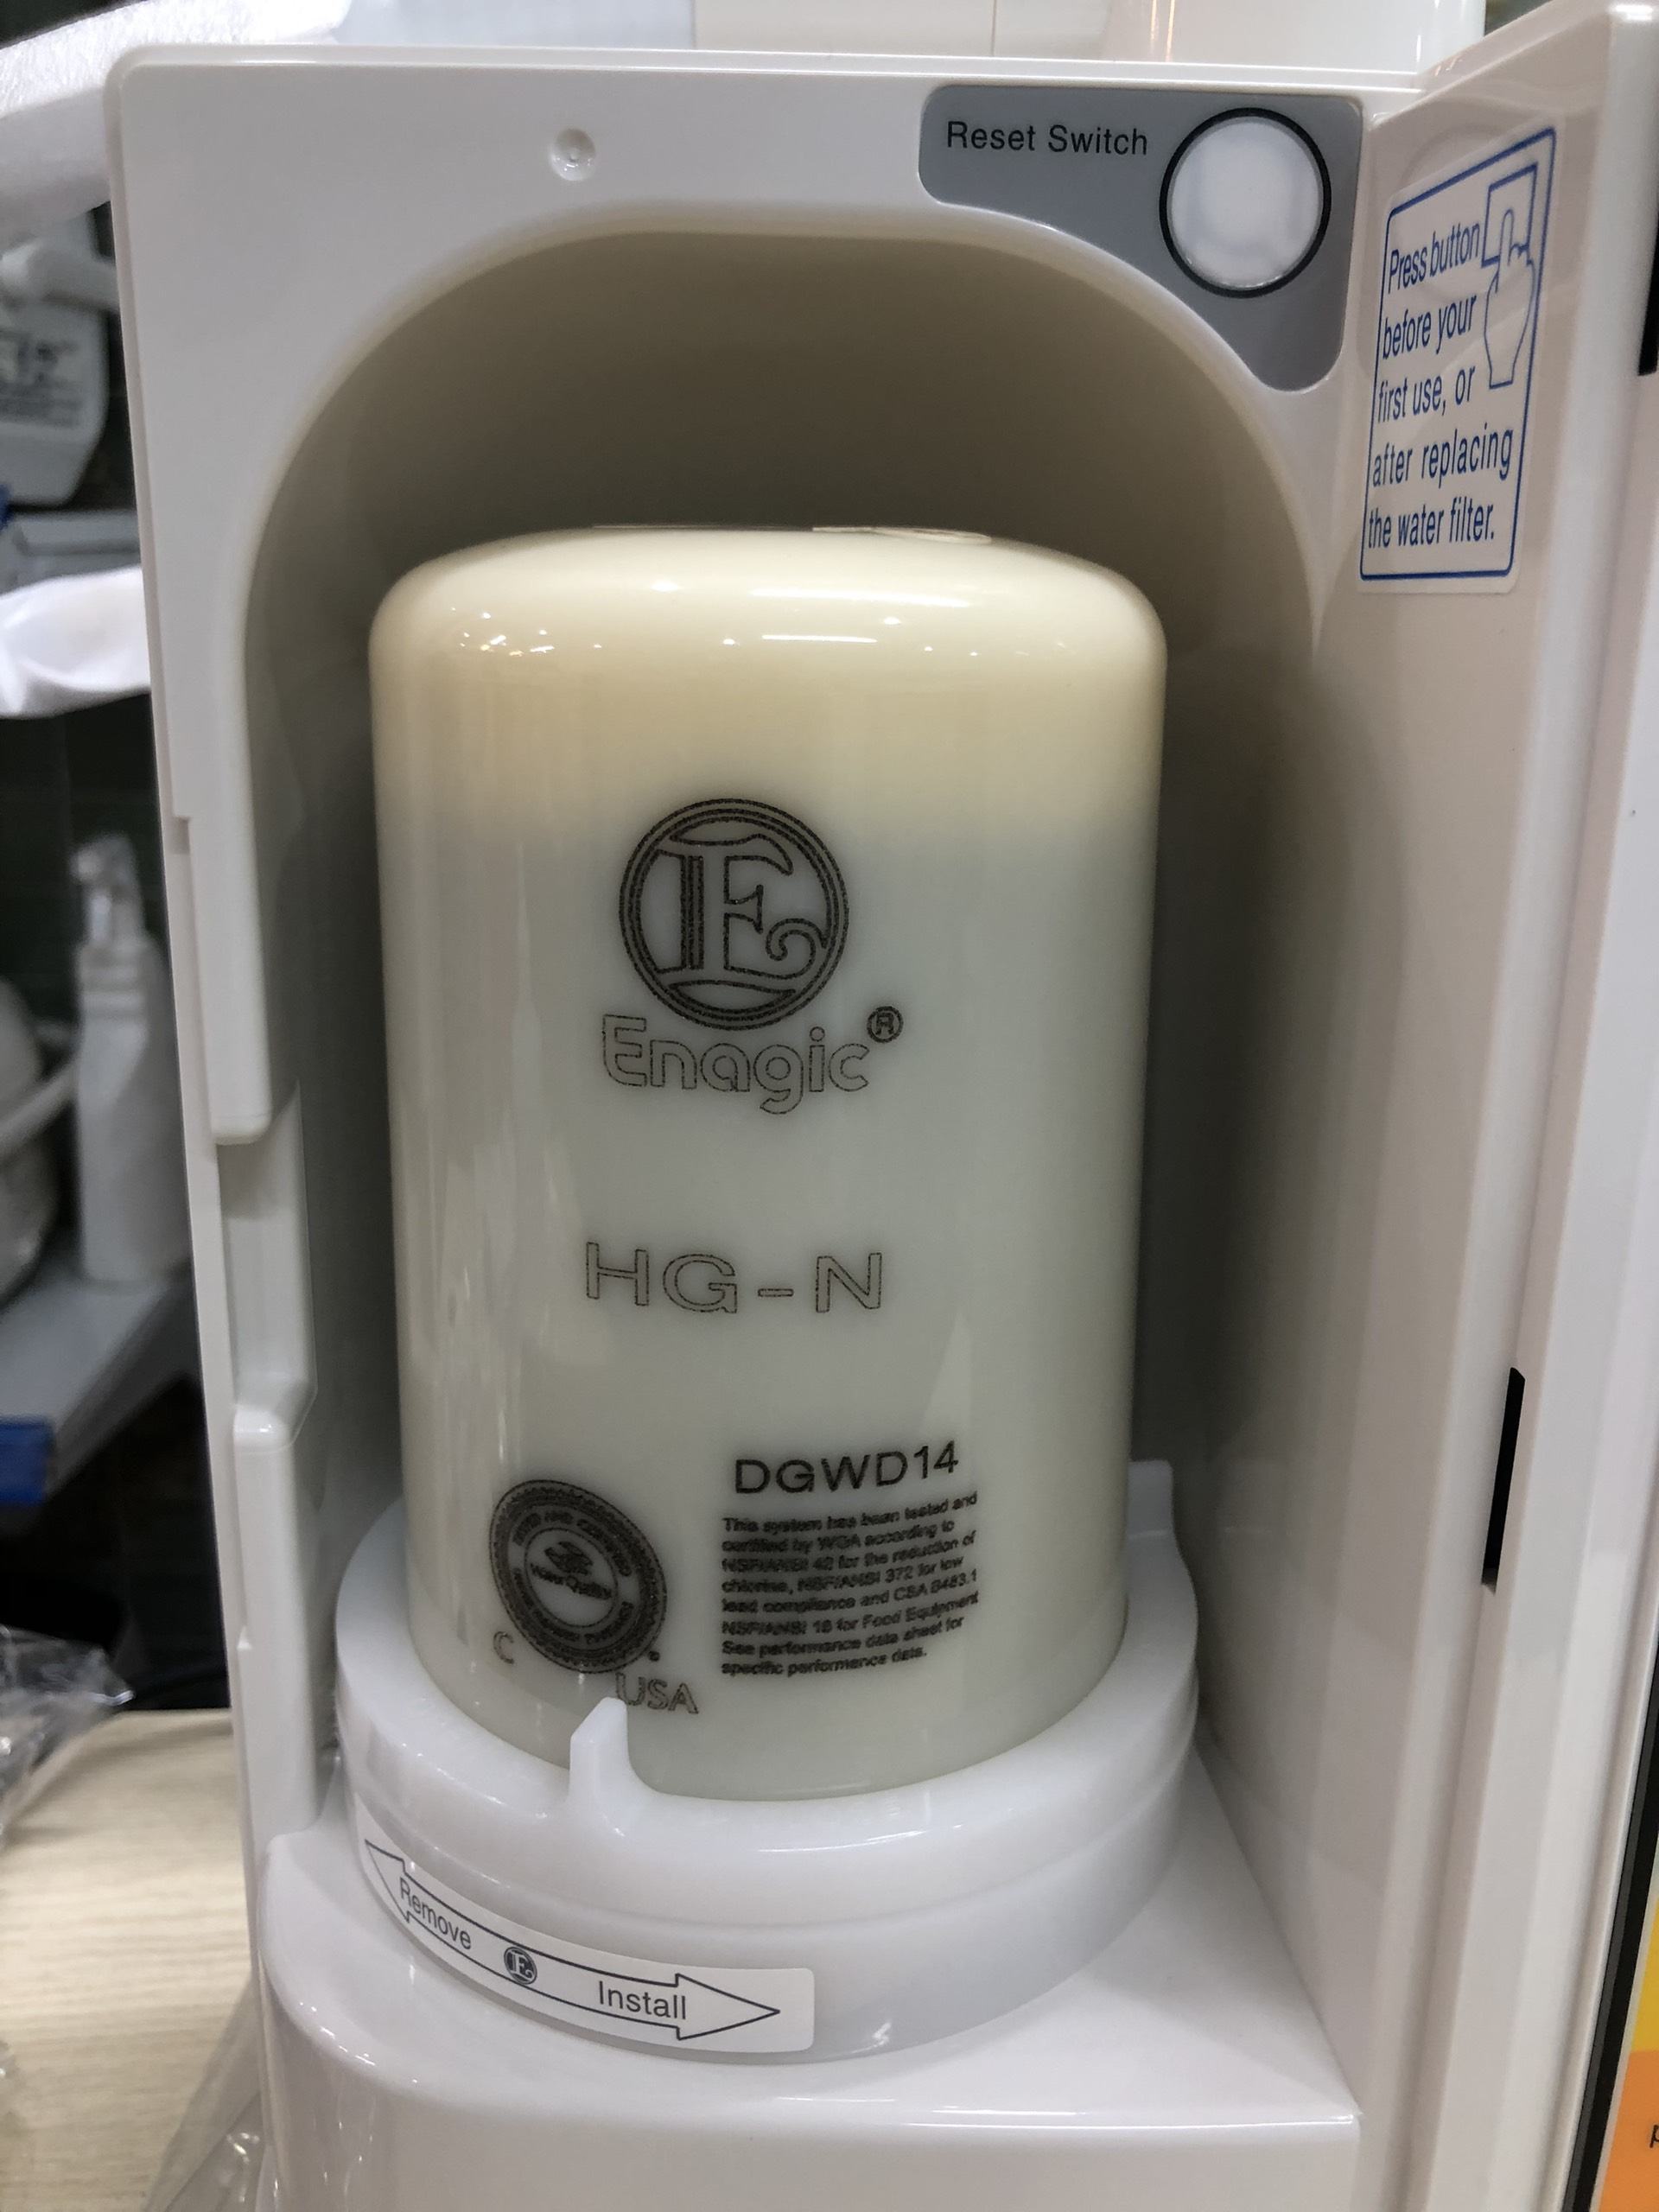 Reset Switch
Press button
before your
first use, or
after replacing
the water filter.
E
Enagic®
HG-N
DGWD14
This system has been tested and
certified by WQA according to
NSF/ANSI 42 for the reduction of
chlorine, NSF/ANSI 372 for low
lead compliance and CSA B483.1
NSF/ANSI 18 for Food Equipment
See performance data sheet for
specific performance data.
Water Quality
C
USA
Remove E Install